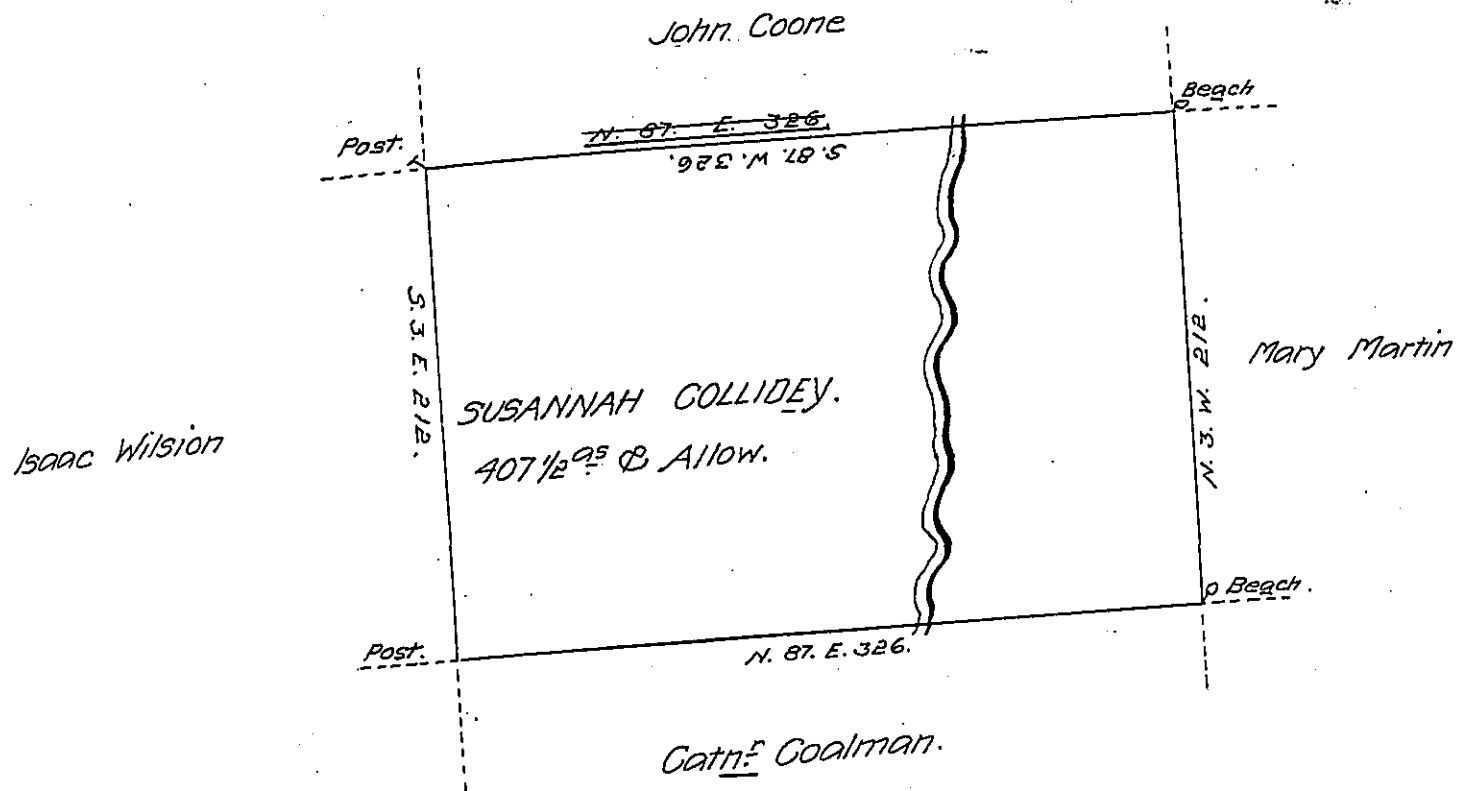 John Coone
Beach
Post.
N. 87. E. 326
S. 87. W. 326.
S. 3. E. 212.
N. 3. W. 212.
Mary Martin
SUSANNAH COLLIDEY.
Isaac Wilsion
407 1/2 as & Allow.
Beach.
Post.
N. 87. E. 326.
Catnr Coalman.